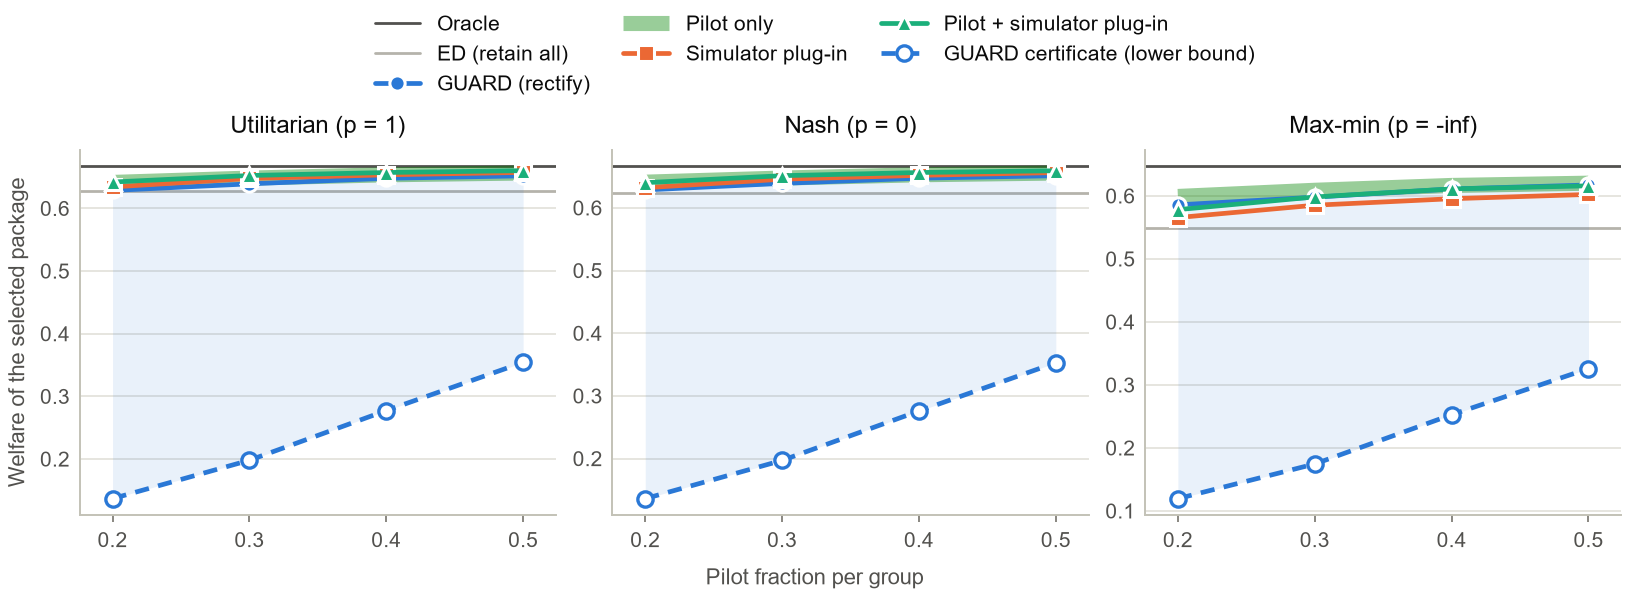 Oracle
ED (retain all)
GUARD (rectify)
Pilot only
Simulator plug-in
Pilot + simulator plug-in
GUARD certificate (lower bound)
Utilitarian (p = 1)
Nash (p = 0)
Max-min (p = -inf)
Welfare of the selected package
0.6
0.5
0.4
0.3
0.2
0.2 0.3 0.4 0.5
0.6
0.5
0.4
0.3
0.2
0.2 0.3 0.4 0.5
0.6
0.5
0.4
0.3
0.2
0.1
0.2 0.3 0.4 0.5
Pilot fraction per group